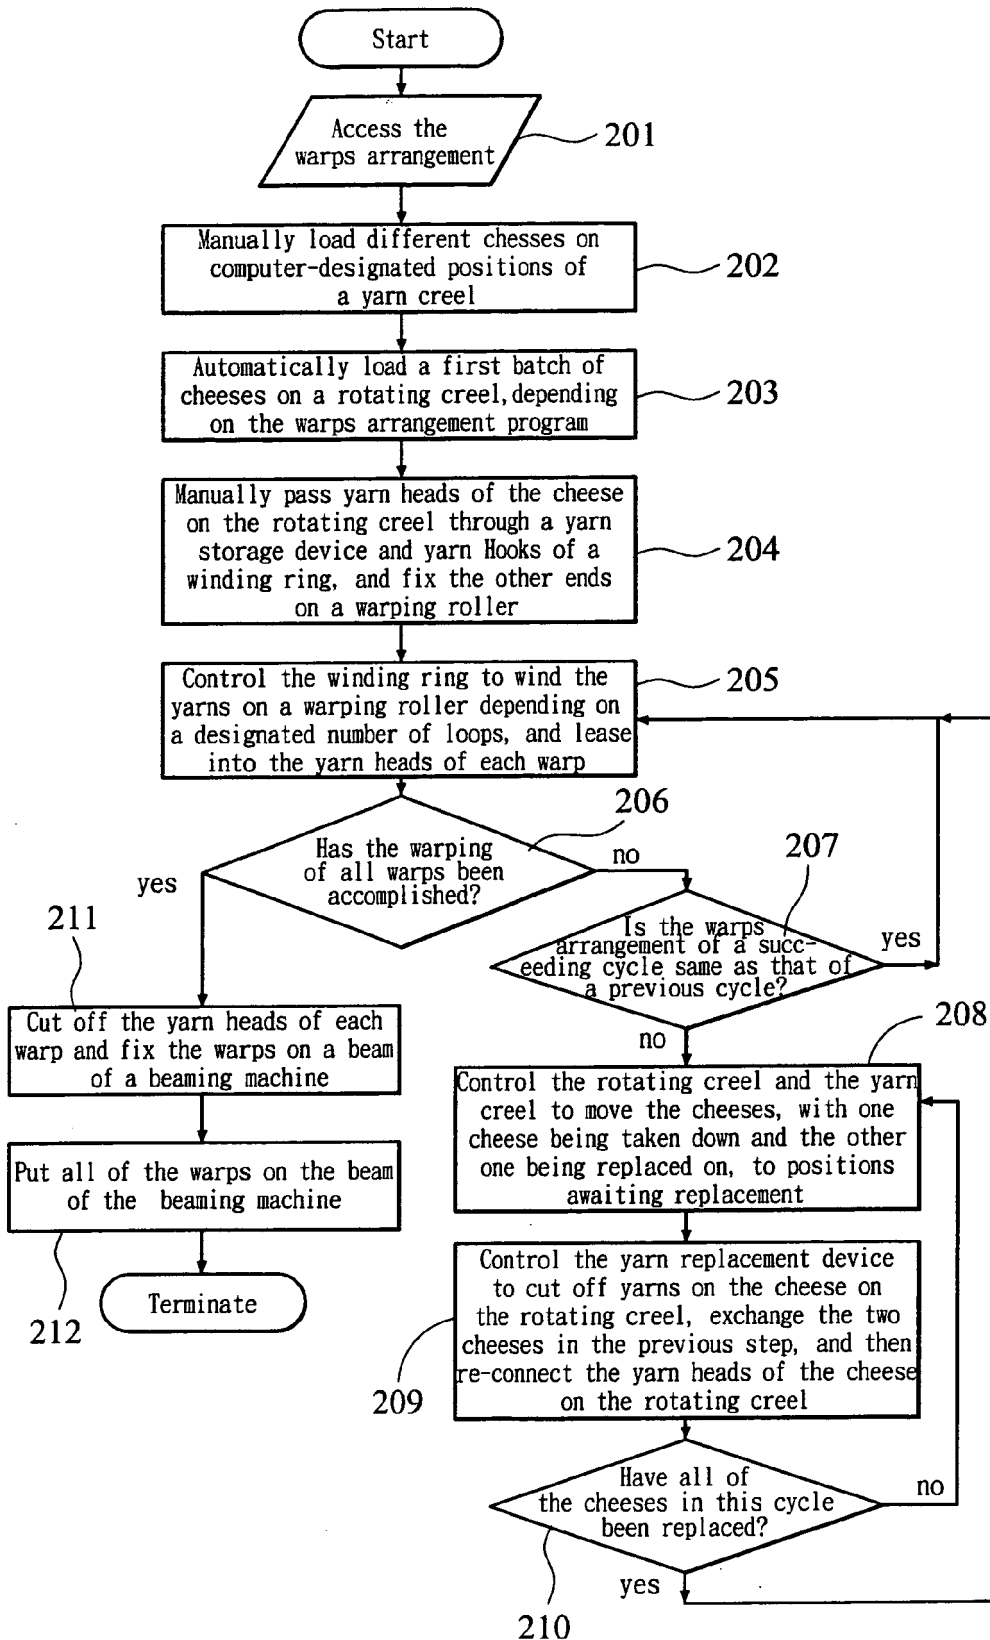 Start
Access the
warps arrangement
201
Manually load different chesses on
computer-designated positions of
a yarn creel
202
Automatically load a first batch of
cheeses on a rotating creel, depending
on the warps arrangement program
203
Manually pass yarn heads of the cheese
on the rotating creel through a yarn
storage device and yarn Hooks of a
winding ring, and fix the other ends
on a warping roller
204
Control the winding ring to wind the
yarns on a warping roller depending on
a designated number of loops, and lease
into the yarn heads of each warp
205
206
Has the warping
of all warps been
accomplished?
yes
no
207
Is the warps
arrangement of a succ-
eeding cycle same as that of
a previous cycle?
yes
no
211
Cut off the yarn heads of each
warp and fix the warps on a beam
of a beaming machine
208
Control the rotating creel and the yarn
creel to move the cheeses, with one
cheese being taken down and the other
one being replaced on, to positions
awaiting replacement
Put all of the warps on the beam
of the beaming machine
212
Terminate
Control the yarn replacement device
to cut off yarns on the cheese on
the rotating creel, exchange the two
cheeses in the previous step, and then
re-connect the yarn heads of the cheese
on the rotating creel
209
Have all of
the cheeses in this cycle
been replaced?
no
yes
210